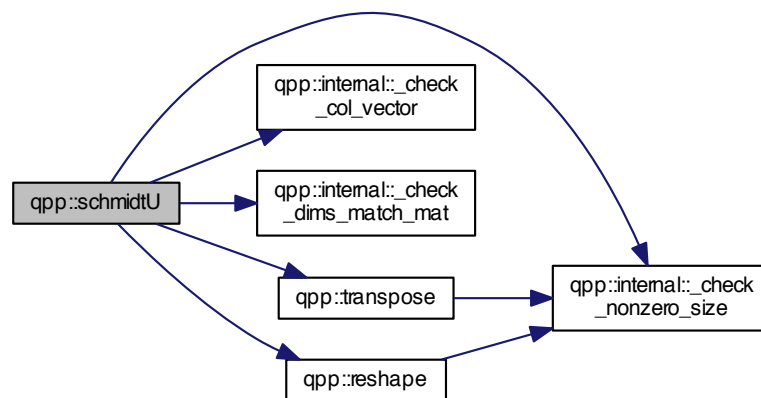 qpp::schmidtU
qpp::internal::_check
_col_vector
qpp::internal::_check
_dims_match_mat
qpp::transpose
qpp::reshape
qpp::internal::_check
_nonzero_size